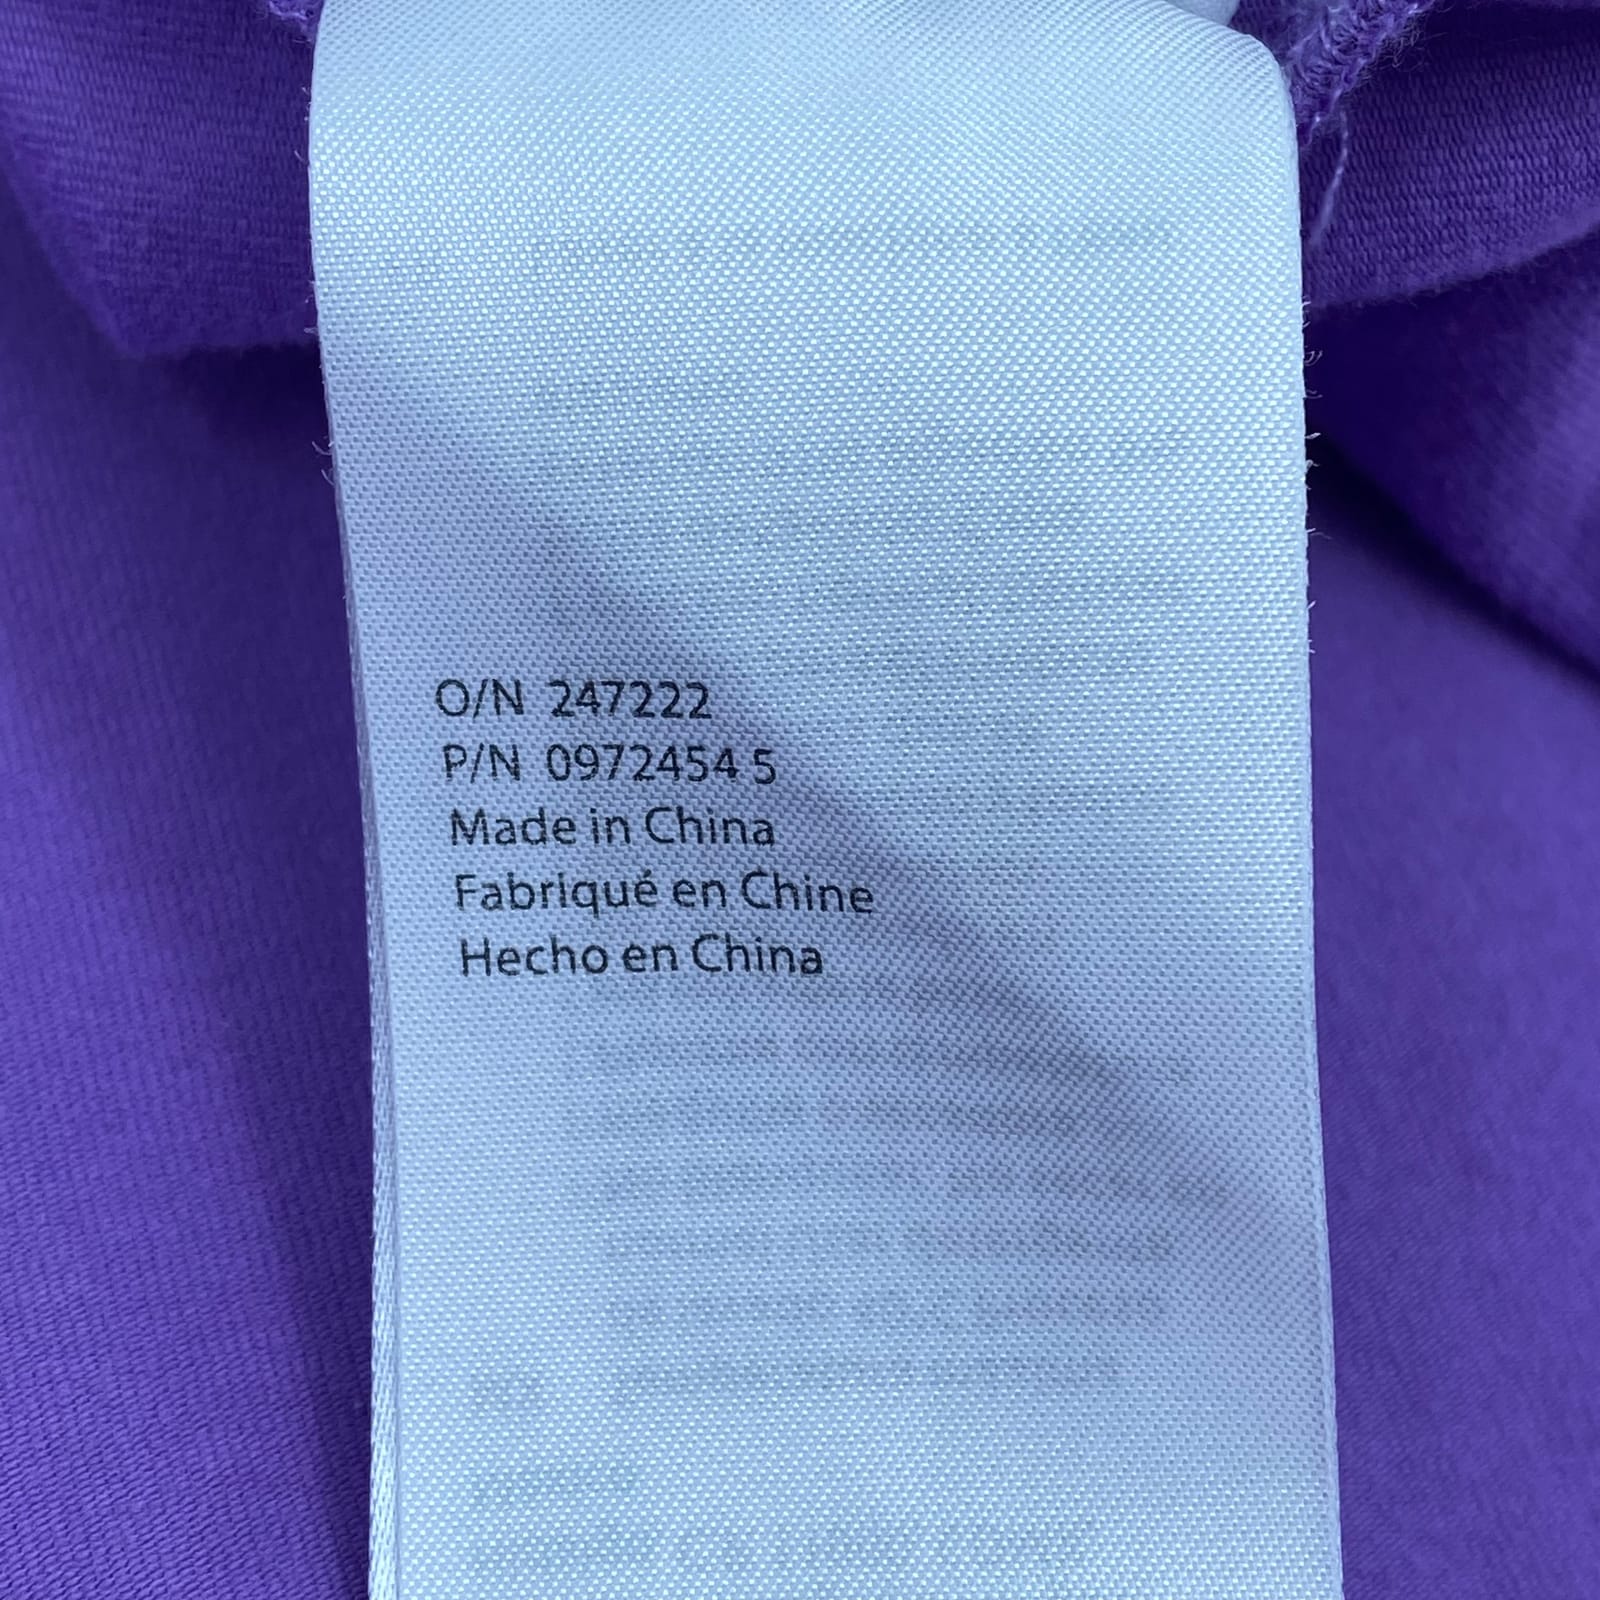 O/N 247222
P/N 0972454 5
Made in China
Fabriqué en Chine
Hecho en China